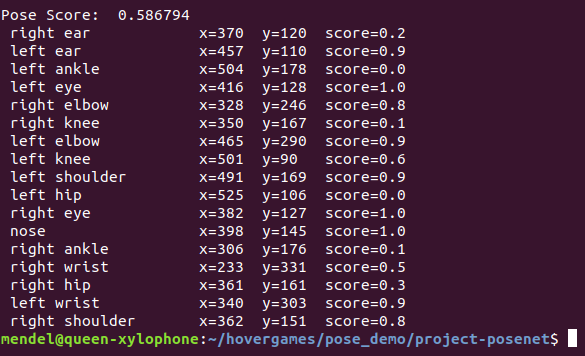 Pose Score:  0.586794
 right ear            x=370  y=120  score=0.2
 left ear             x=457  y=110  score=0.9
 left ankle           x=504  y=178  score=0.0
 left eye             x=416  y=128  score=1.0
 right elbow          x=328  y=246  score=0.8
 right knee           x=350  y=167  score=0.1
 left elbow           x=465  y=290  score=0.9
 left knee            x=501  y=90   score=0.6
 left shoulder        x=491  y=169  score=0.9
 left hip             x=525  y=106  score=0.0
 right eye            x=382  y=127  score=1.0
 nose                 x=398  y=145  score=1.0
 right ankle          x=306  y=176  score=0.1
 right wrist          x=233  y=331  score=0.5
 right hip            x=361  y=161  score=0.3
 left wrist           x=340  y=303  score=0.9
 right shoulder       x=362  y=151  score=0.8
mendel@queen-xylophone:~/hovergames/pose_demo/project-posenet$